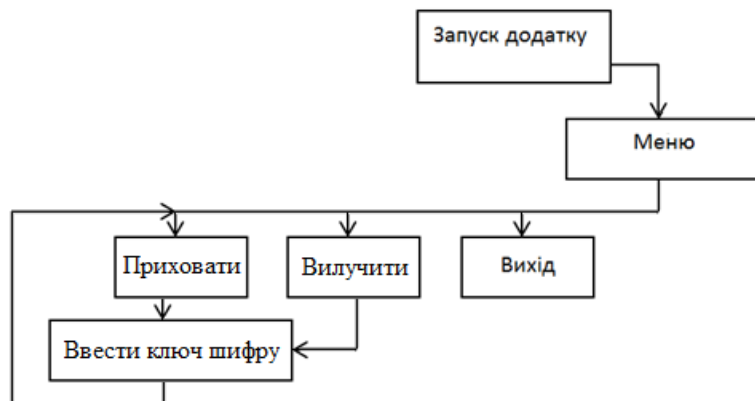 Запуск додатку
Меню
Приховати
Вилучити
Вихід
Ввести ключ шифру